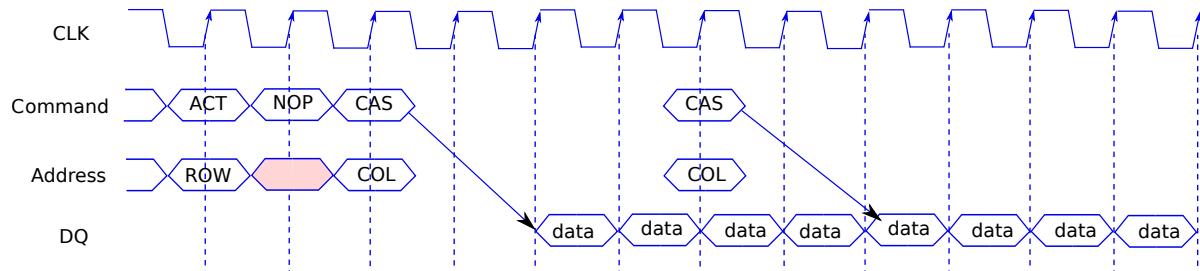 CLK
Command ACT NOP CAS CAS
Address ROW COL COL
DQ data data data data data data data data